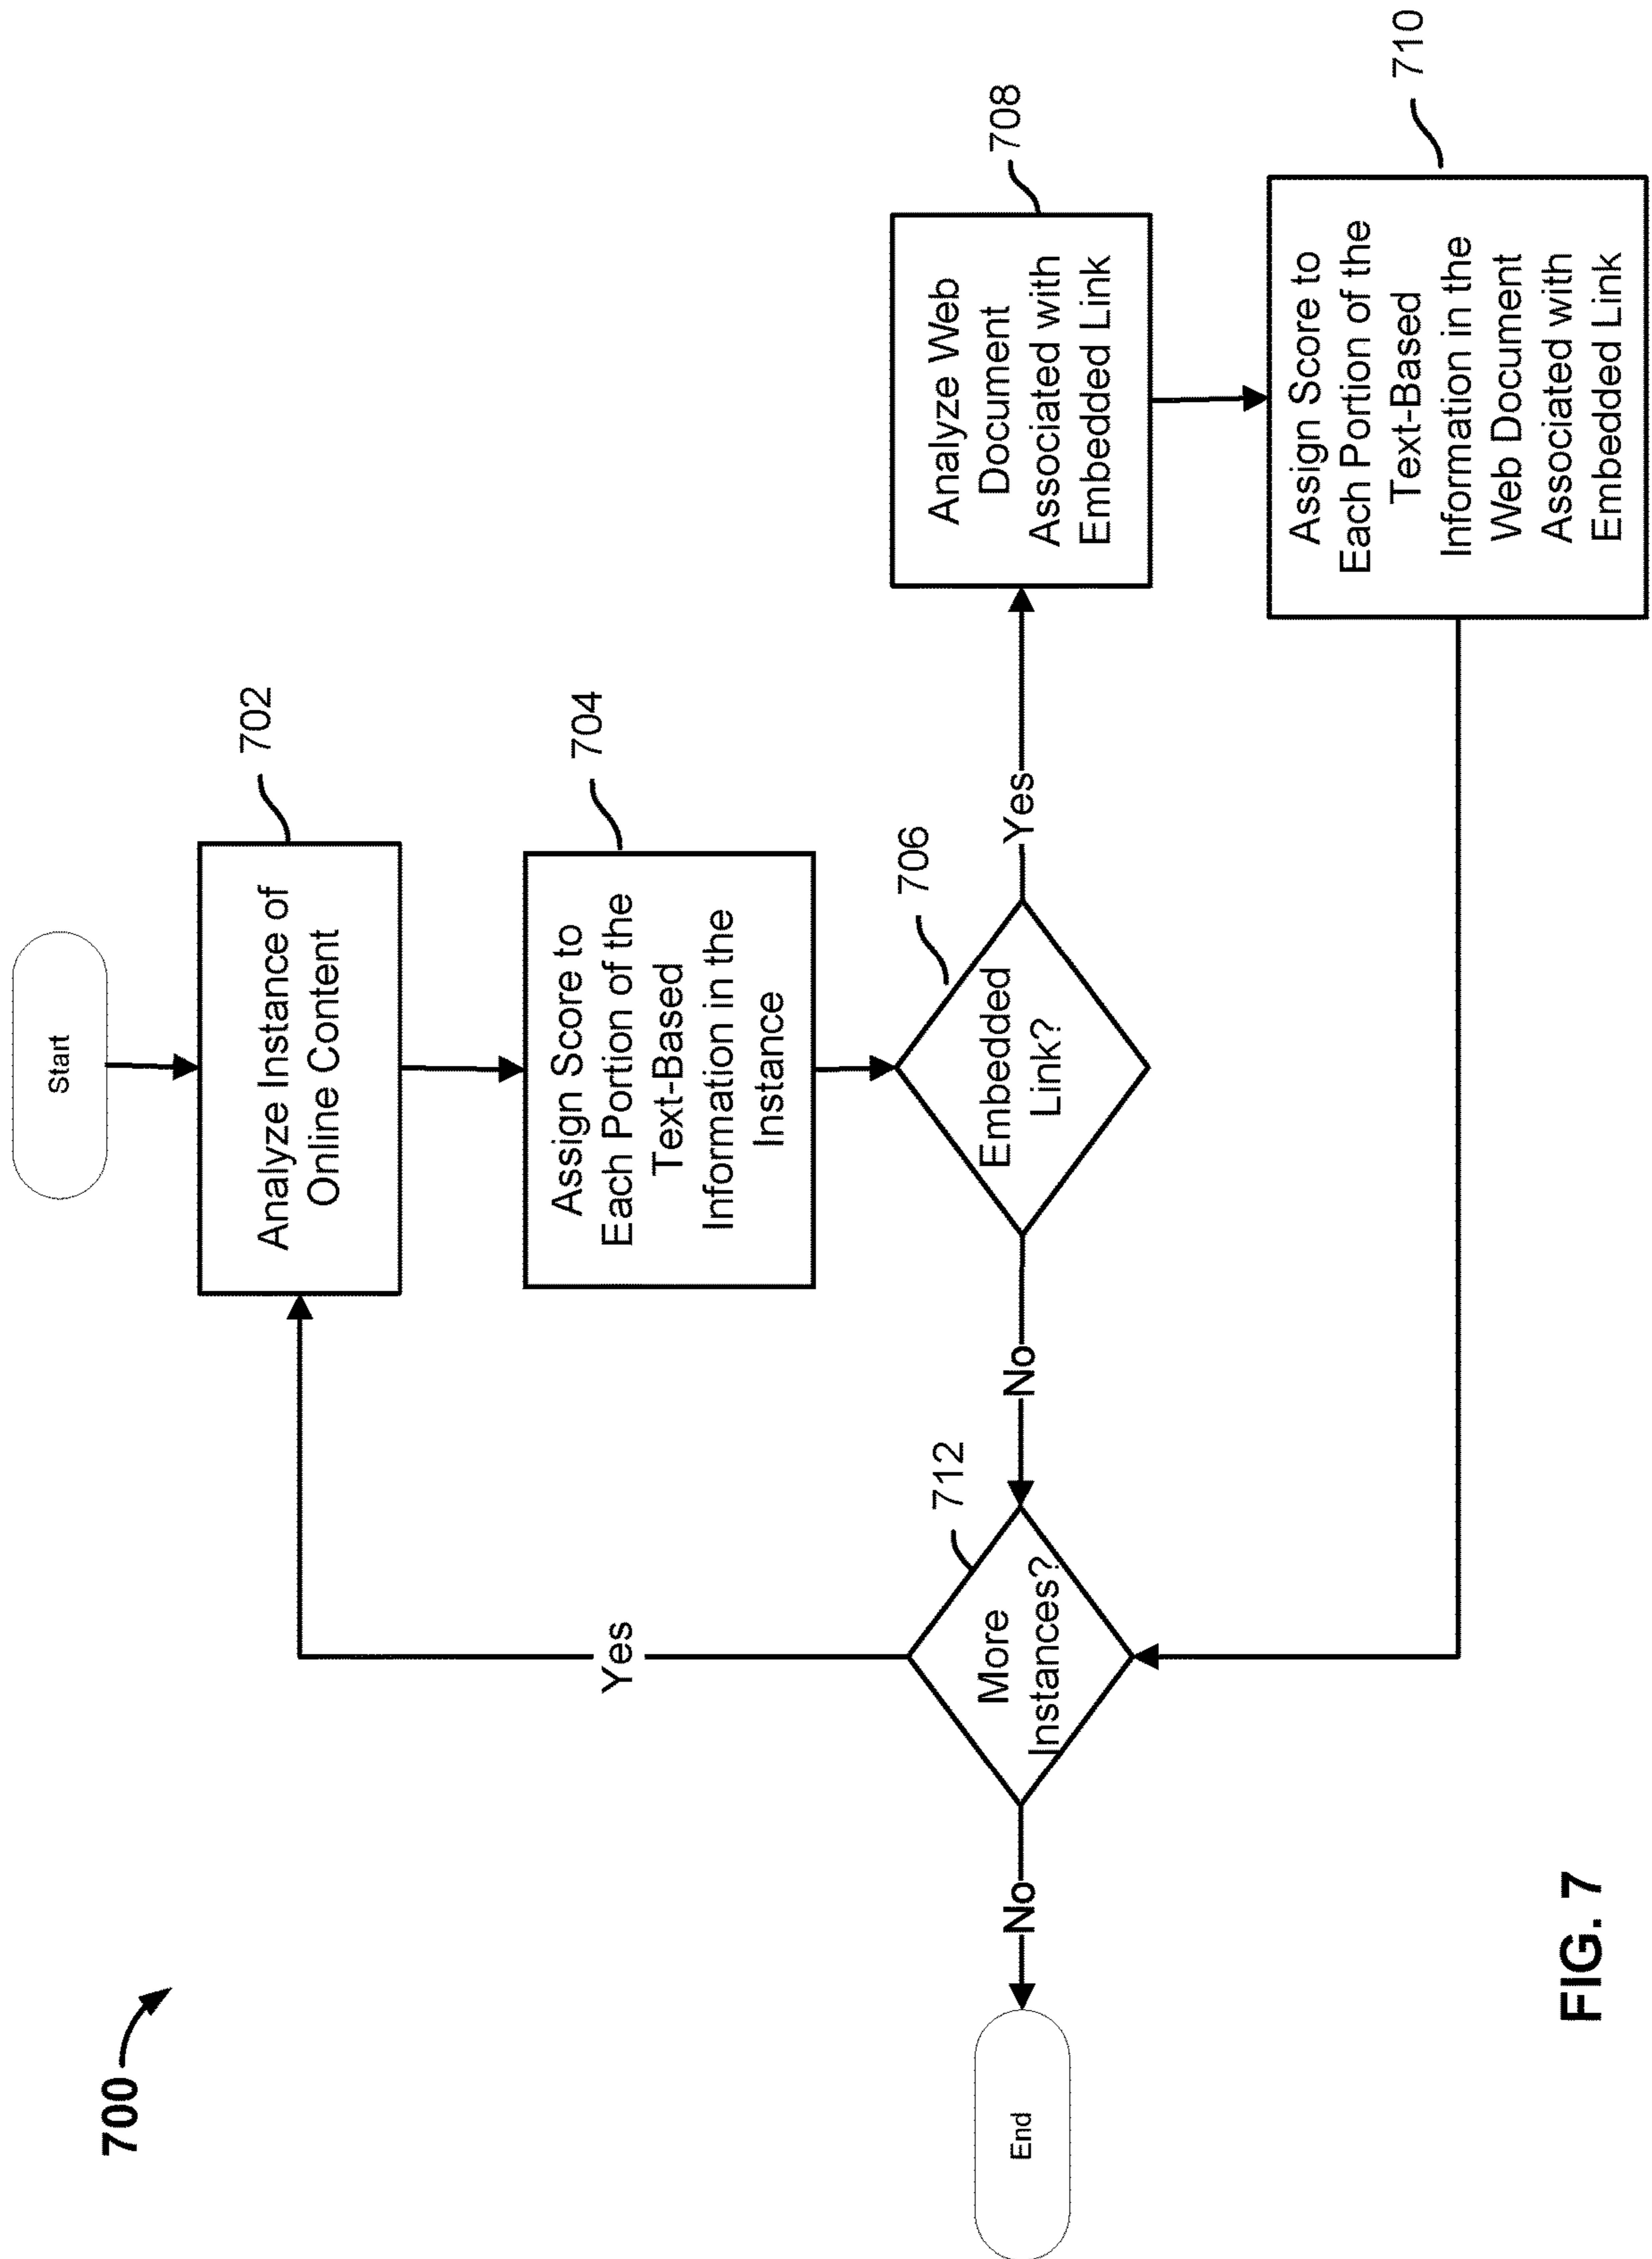 700
Start
Analyze Instance of
Online Content
702
Assign Score to
Each Portion of the
Text-Based
Information in the
Instance
704
Embedded
Link?
706
Yes
Analyze Web
Document
Associated with
Embedded Link
708
Assign Score to
Each Portion of the
Text-Based
Information in the
Web Document
Associated with
Embedded Link
710
No
More
Instances?
712
Yes
No
End
FIG. 7